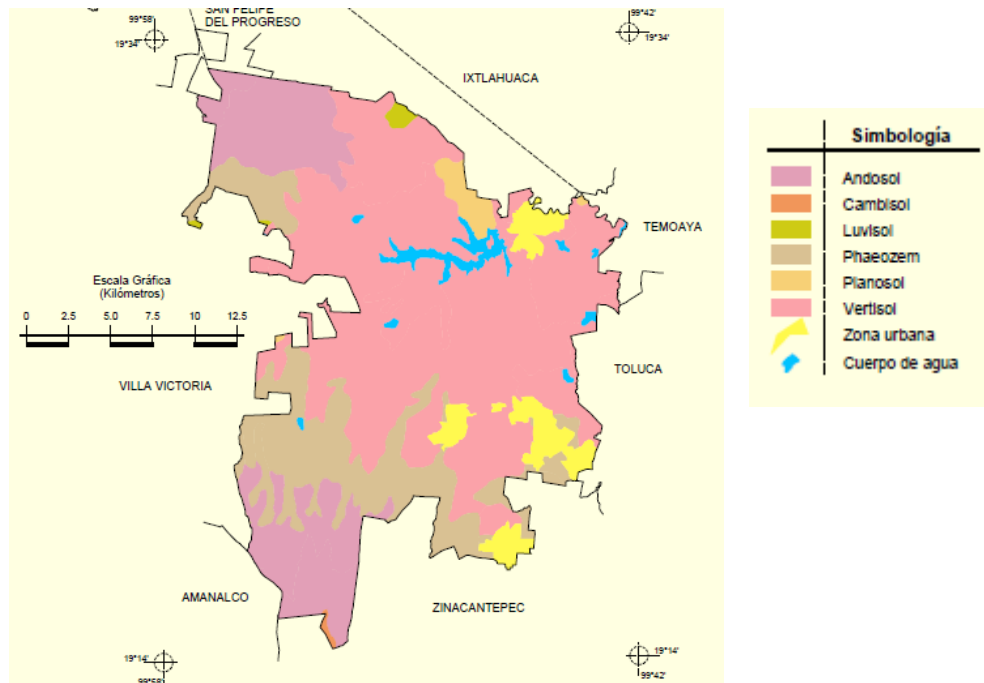 SAN FELIPE
DEL PROGRESO
99°58'
19°34'
99°42'
19°34'
IXTLAHUACA
TEMOAYA
Escala Gráfica
(Kilómetros)
0 2.5 5 7.5 10 12.5
VILLA VICTORIA
TOLUCA
AMANALCO
ZINACANTEPEC
19°14'
99°58'
19°14'
99°42'
Simbología
Andosol
Cambisol
Luvisol
Phaeozem
Planosol
Vertisol
Zona urbana
Cuerpo de agua